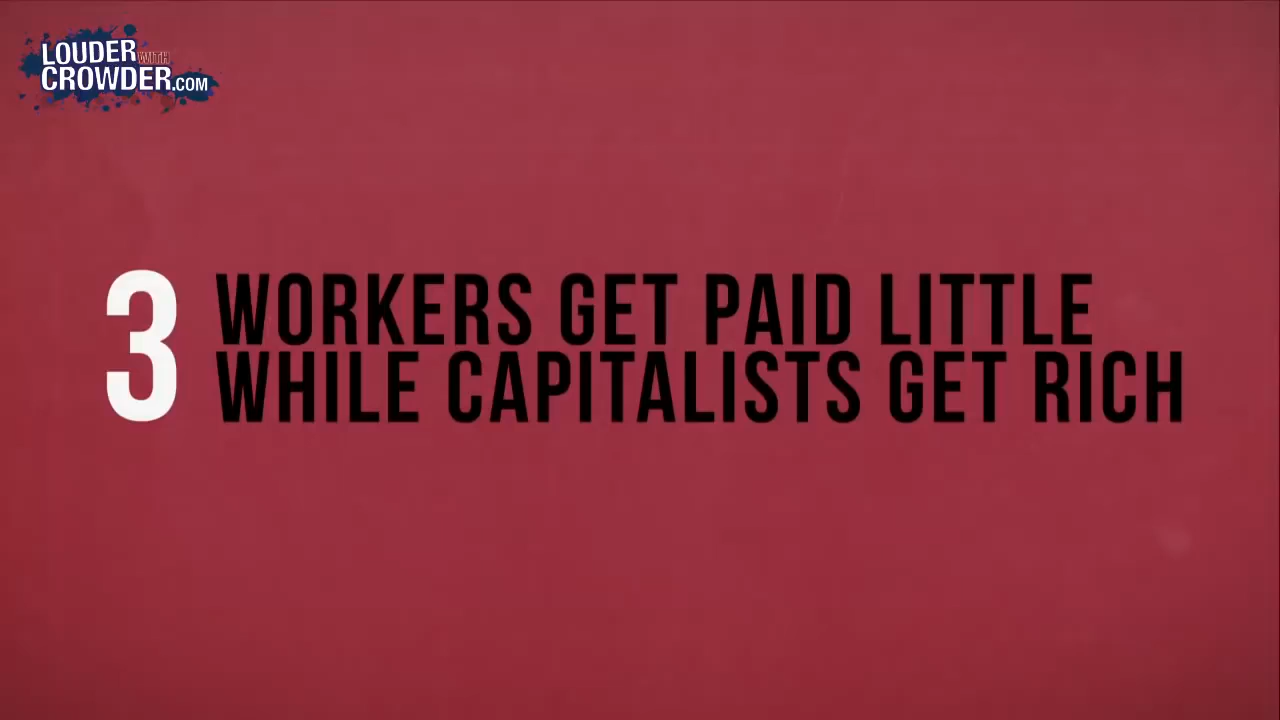 LOUDER WITH
CROWDER.COM
3 WORKERS GET PAID LITTLE
WHILE CAPITALISTS GET RICH